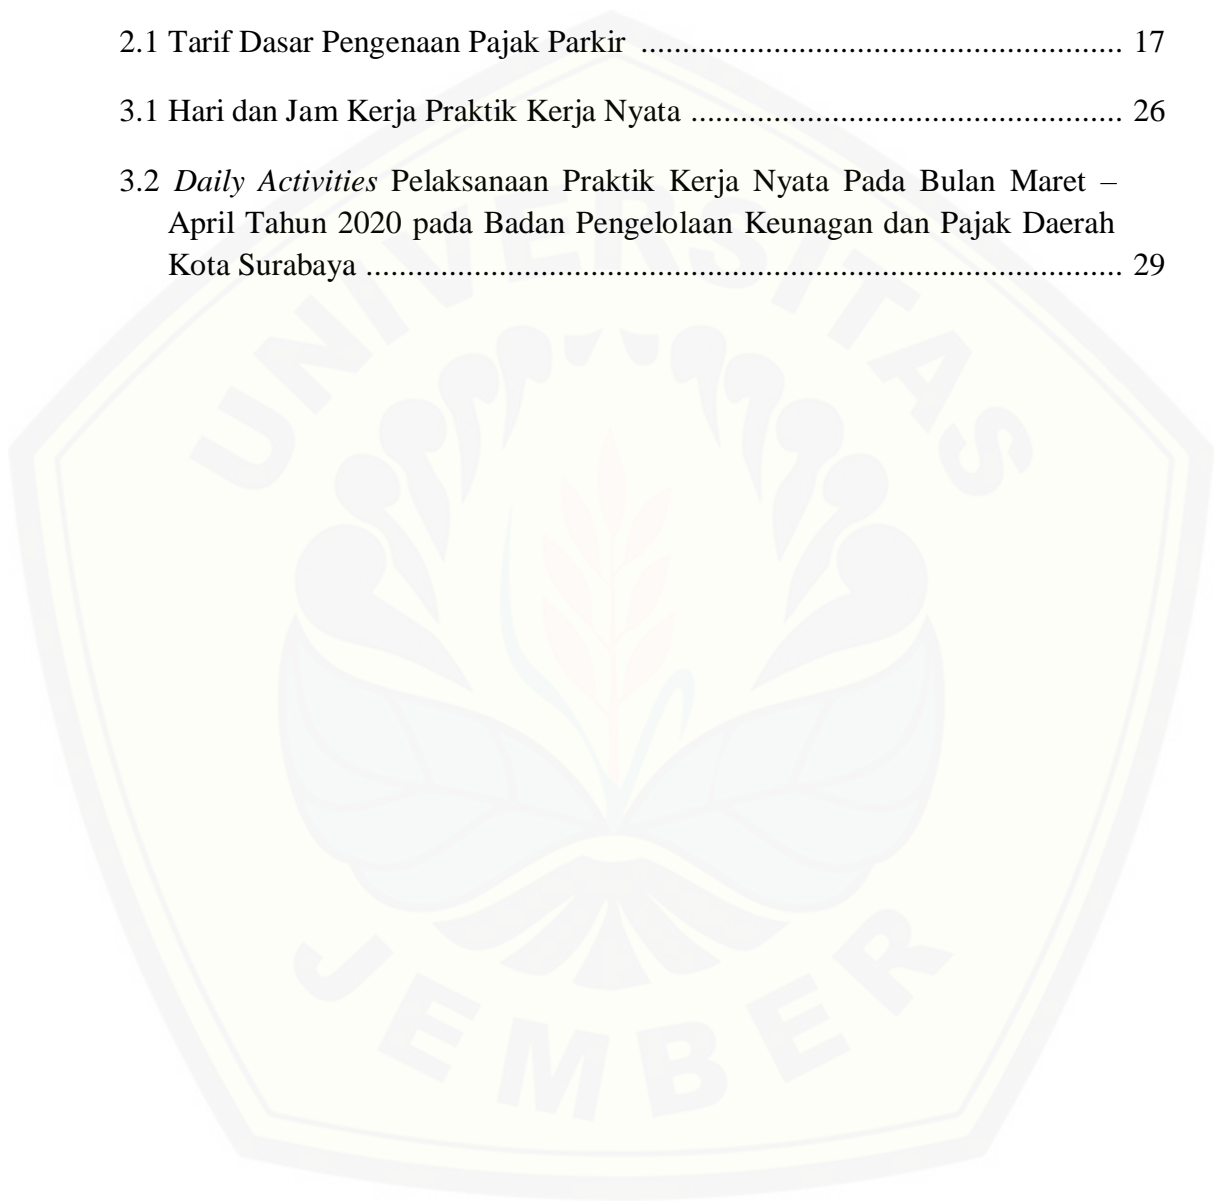 2.1 Tarif Dasar Pengenaan Pajak Parkir .......................................................... 17
3.1 Hari dan Jam Kerja Praktik Kerja Nyata .................................................... 26
3.2 Daily Activities Pelaksanaan Praktik Kerja Nyata Pada Bulan Maret –
April Tahun 2020 pada Badan Pengelolaan Keunagan dan Pajak Daerah
Kota Surabaya ........................................................................................... 29
UNIVERSITAS
JEMBER